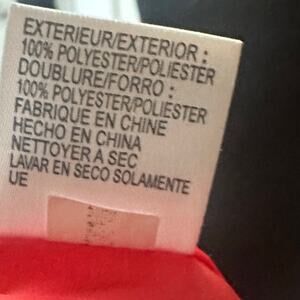 EXTERIEUR/EXTERIOR :
100% POLYESTER/POLIESTER
DOUBLURE/FORRO :
100% POLYESTER/POLIESTER
FABRIQUE EN CHINE
HECHO EN CHINA
NETTOYER A SEC
LAVAR EN SECO SOLAMENTE
UE